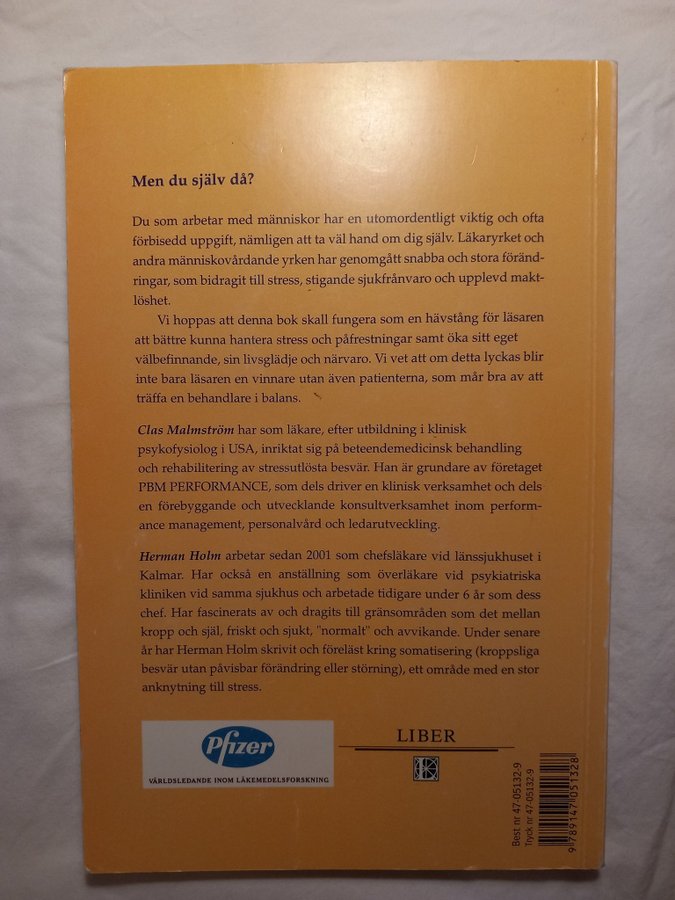 Men du själv då?
Du som arbetar med människor har en utomordentligt viktig och ofta
förbisedd uppgift, nämligen att ta väl hand om dig själv. Läkaryrket och
andra människovårdande yrken har genomgått snabba och stora föränd-
ringar, som bidragit till stress, stigande sjukfrånvaro och upplevd makt-
löshet.
Vi hoppas att denna bok skall fungera som en hävstång för läsaren
att bättre kunna hantera stress och påfrestningar samt öka sitt eget
välbefinnande, sin livsglädje och närvaro. Vi vet att om detta lyckas blir
inte bara läsaren en vinnare utan även patienterna, som mår bra av att
träffa en behandlare i balans.
Clas Malmström har som läkare, efter utbildning i klinisk
psykofysiolog i USA, inriktat sig på beteendemedicinsk behandling
och rehabilitering av stressutlösta besvär. Han är grundare av företaget
PBM PERFORMANCE, som dels driver en klinisk verksamhet och dels
en förebyggande och utvecklande konsultverksamhet inom perform-
ance management, personalvård och ledarutveckling.
Herman Holm arbetar sedan 2001 som chefsläkare vid länssjukhuset i
Kalmar. Har också en anställning som överläkare vid psykiatriska
kliniken vid samma sjukhus och arbetade tidigare under 6 år som dess
chef. Har fascinerats av och dragits till gränsområden som det mellan
kropp och själ, friskt och sjukt, "normalt" och avvikande. Under senare
år har Herman Holm skrivit och föreläst kring somatisering (kroppsliga
besvär utan påvisbar förändring eller störning), ett område med en stor
anknytning till stress.
Pfizer
VÄRLDSLEDANDE INOM LÄKEMEDELSFORSKNING
LIBER
Best nr 47-05132-9
Tryck nr 47-05132-9
9 789147 051328